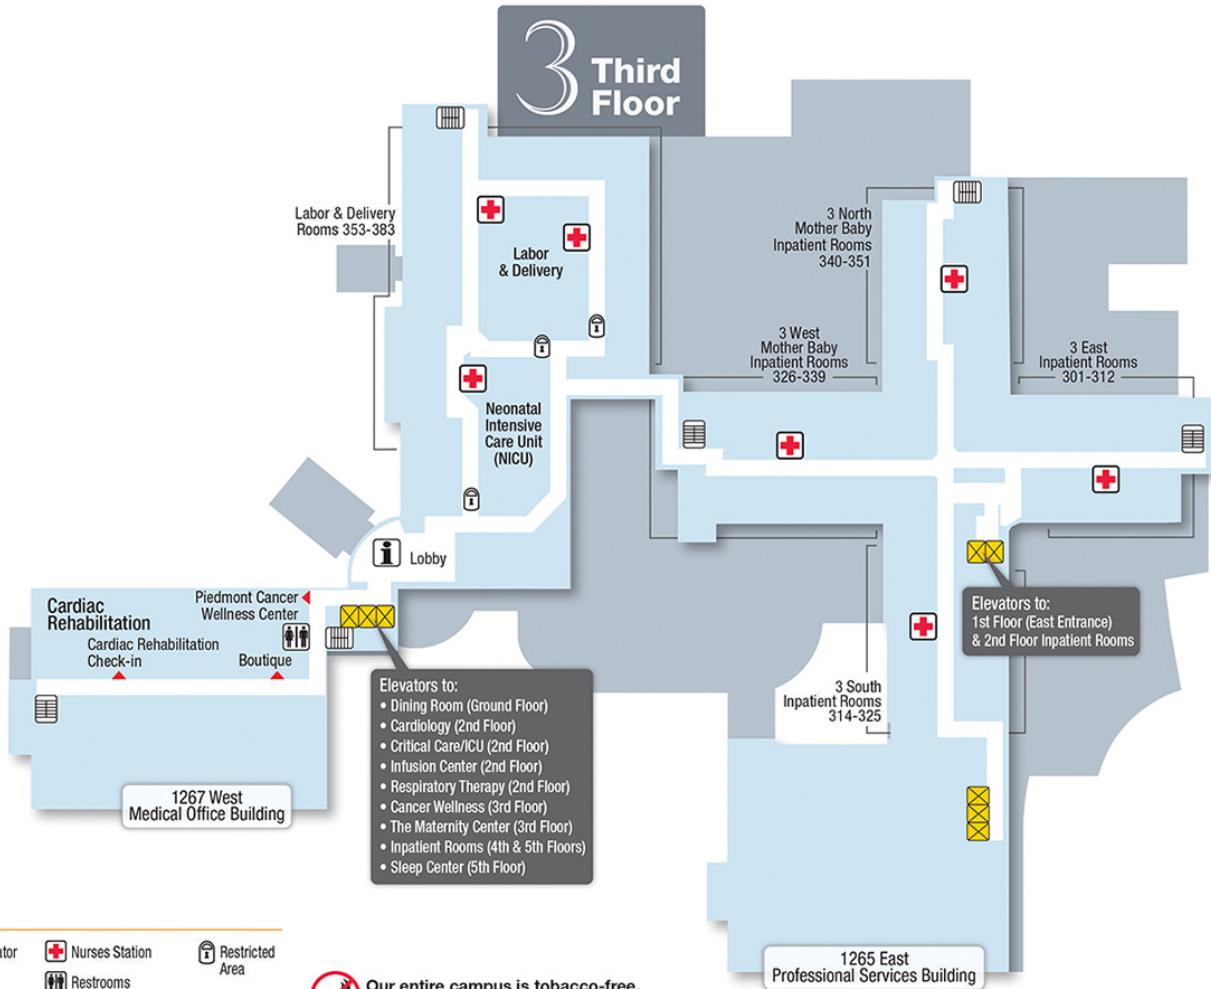 3 Third
Floor
Labor & Delivery
Rooms 353-383
Labor
& Delivery
3 North
Mother Baby
Inpatient Rooms
340-351
3 West
Mother Baby
Inpatient Rooms
326-339
3 East
Inpatient Rooms
301-312
Neonatal
Intensive
Care Unit
(NICU)
Lobby
Cardiac
Rehabilitation
Piedmont Cancer
Wellness Center
Cardiac Rehabilitation
Check-in
Boutique
Elevators to:
1st Floor (East Entrance)
& 2nd Floor Inpatient Rooms
3 South
Inpatient Rooms
314-325
Elevators to:
• Dining Room (Ground Floor)
• Cardiology (2nd Floor)
• Critical Care/ICU (2nd Floor)
• Infusion Center (2nd Floor)
• Respiratory Therapy (2nd Floor)
• Cancer Wellness (3rd Floor)
• The Maternity Center (3rd Floor)
• Inpatient Rooms (4th & 5th Floors)
• Sleep Center (5th Floor)
1267 West
Medical Office Building
1265 East
Professional Services Building
Nurses Station
Restricted
Area
Restrooms
Our entire campus is tobacco-free.